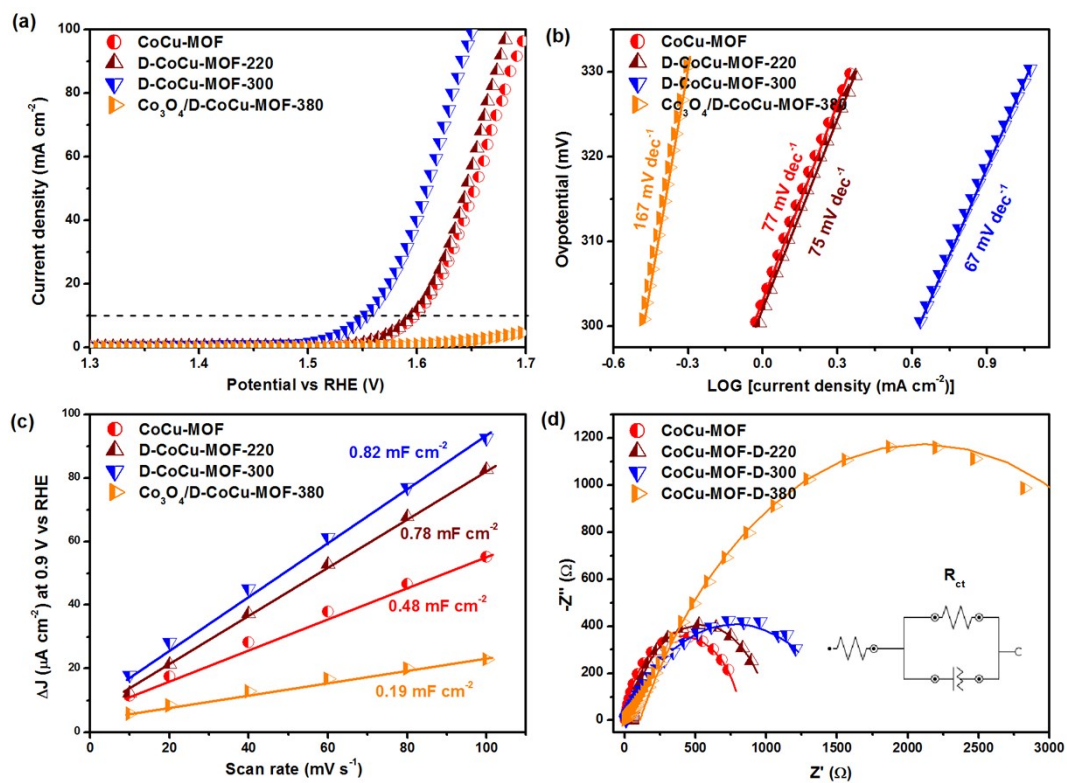 (a)
CoCu-MOF
D-CoCu-MOF-220
D-CoCu-MOF-300
Co₃O₄/D-CoCu-MOF-380
100
80
60
40
20
0
Current density (mA cm⁻²)
1.3 1.4 1.5 1.6 1.7
Potential vs RHE (V)
(b)
CoCu-MOF
D-CoCu-MOF-220
D-CoCu-MOF-300
Co₃O₄/D-CoCu-MOF-380
330
320
310
300
Ovpotential (mV)
167 mV dec⁻¹
77 mV dec⁻¹
75 mV dec⁻¹
67 mV dec⁻¹
-0.6 -0.3 0.0 0.3 0.6 0.9
LOG [current density (mA cm⁻²)]
(c)
CoCu-MOF
D-CoCu-MOF-220
D-CoCu-MOF-300
Co₃O₄/D-CoCu-MOF-380
100
80
60
40
20
0
ΔJ (μA cm⁻²) at 0.9 V vs RHE
0.82 mF cm⁻²
0.78 mF cm⁻²
0.48 mF cm⁻²
0.19 mF cm⁻²
0 20 40 60 80 100
Scan rate (mV s⁻¹)
(d)
CoCu-MOF
CoCu-MOF-D-220
CoCu-MOF-D-300
CoCu-MOF-D-380
-1200
1000
800
600
400
200
0
-Z'' (Ω)
R_ct
0 500 1000 1500 2000 2500 3000
Z' (Ω)